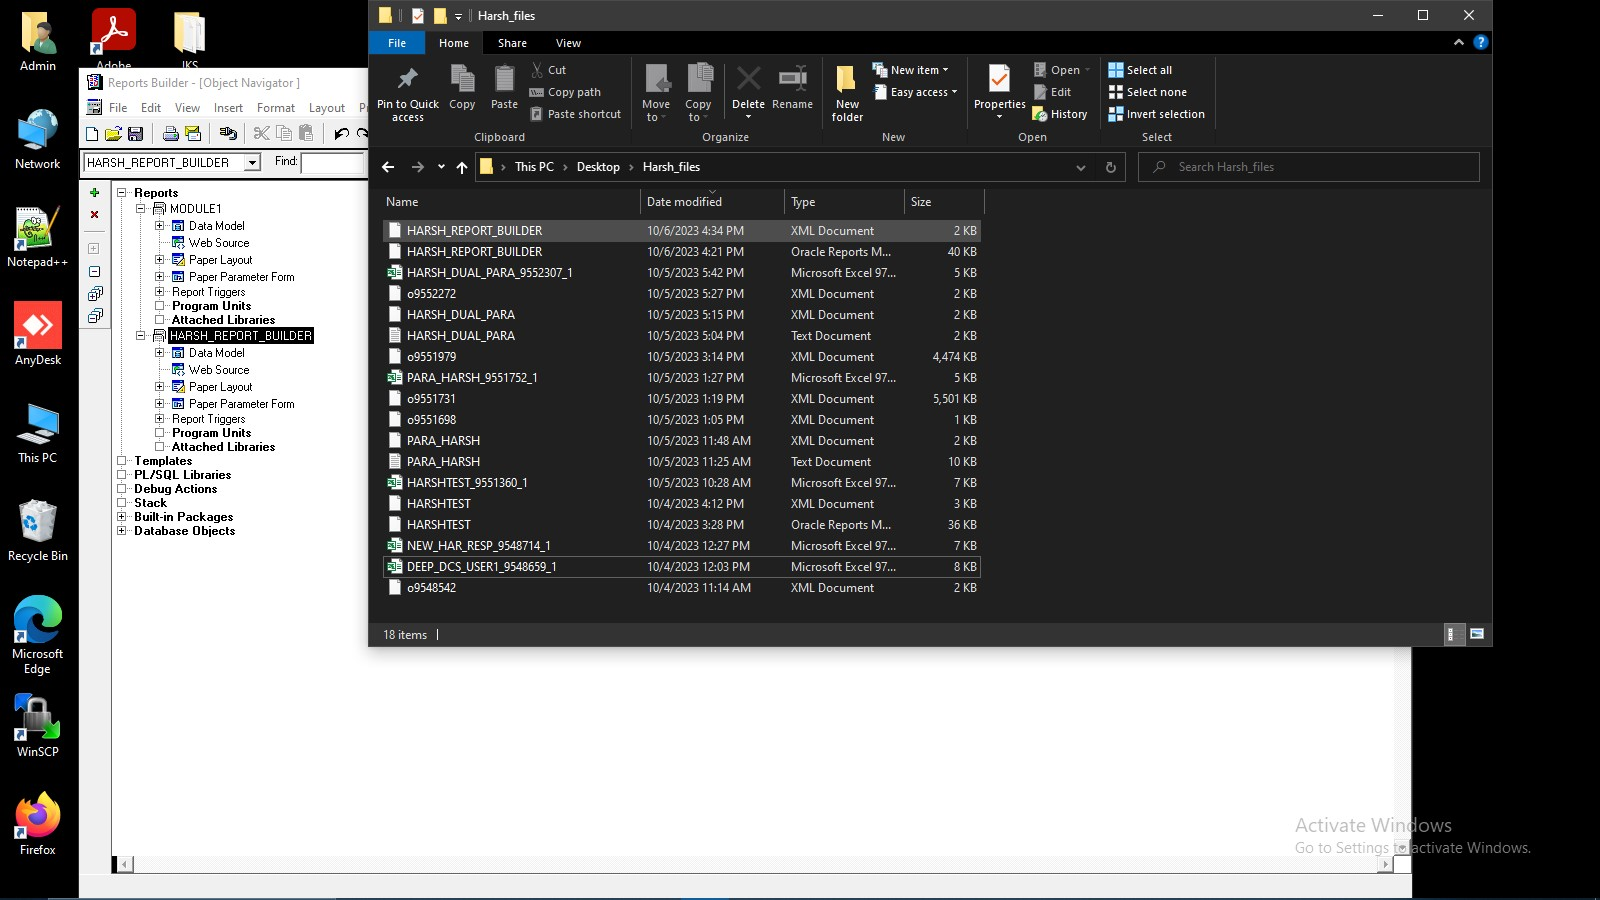 Admin
Adobe
JKS
Network
Notepad++
AnyDesk
This PC
Recycle Bin
Microsoft
Edge
WinSCP
Firefox
Reports Builder - [Object Navigator ]
File Edit View Insert Format Layout
HARSH_REPORT_BUILDER Find:
Reports
MODULE1
Data Model
Web Source
Paper Layout
Paper Parameter Form
Report Triggers
Program Units
Attached Libraries
HARSH_REPORT_BUILDER
Data Model
Web Source
Paper Layout
Paper Parameter Form
Report Triggers
Program Units
Attached Libraries
Templates
PL/SQL Libraries
Debug Actions
Stack
Built-in Packages
Database Objects
Harsh_files
File Home Share View
Pin to Quick access
Copy
Paste
Cut
Copy path
Paste shortcut
Clipboard
Move to
Copy to
Delete
Rename
Organize
New folder
New item
Easy access
New
Properties
Open
Edit
History
Open
Select all
Select none
Invert selection
Select
This PC Desktop Harsh_files
Search Harsh_files
Name Date modified Type Size
HARSH_REPORT_BUILDER 10/6/2023 4:34 PM XML Document 2 KB
HARSH_REPORT_BUILDER 10/6/2023 4:21 PM Oracle Reports M... 40 KB
HARSH_DUAL_PARA_9552307_1 10/5/2023 5:42 PM Microsoft Excel 97... 5 KB
o9552272 10/5/2023 5:27 PM XML Document 2 KB
HARSH_DUAL_PARA 10/5/2023 5:15 PM XML Document 2 KB
HARSH_DUAL_PARA 10/5/2023 5:04 PM Text Document 2 KB
o9551979 10/5/2023 3:14 PM XML Document 4,474 KB
PARA_HARSH_9551752_1 10/5/2023 1:27 PM Microsoft Excel 97... 5 KB
o9551731 10/5/2023 1:19 PM XML Document 5,501 KB
o9551698 10/5/2023 1:05 PM XML Document 1 KB
PARA_HARSH 10/5/2023 11:48 AM XML Document 2 KB
PARA_HARSH 10/5/2023 11:25 AM Text Document 10 KB
HARSHTEST_9551360_1 10/5/2023 10:28 AM Microsoft Excel 97... 7 KB
HARSHTEST 10/4/2023 4:12 PM XML Document 3 KB
HARSHTEST 10/4/2023 3:28 PM Oracle Reports M... 36 KB
NEW_HAR_RESP_9548714_1 10/4/2023 12:27 PM Microsoft Excel 97... 7 KB
DEEP_DCS_USER1_9548659_1 10/4/2023 12:03 PM Microsoft Excel 97... 8 KB
o9548542 10/4/2023 11:14 AM XML Document 2 KB
18 items
Activate Windows
Go to Settings to activate Windows.